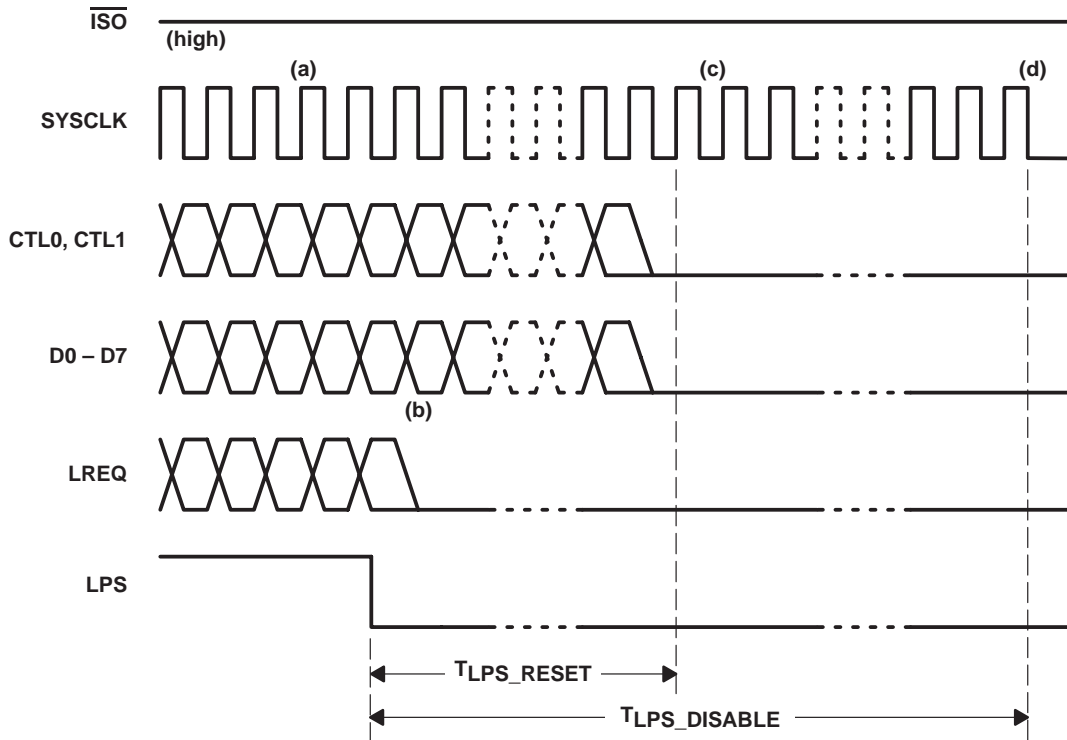 ISO
(high)
(a)
(c)
(d)
SYSCLK
CTL0, CTL1
D0 – D7
(b)
LREQ
LPS
TLPS_RESET
TLPS_DISABLE